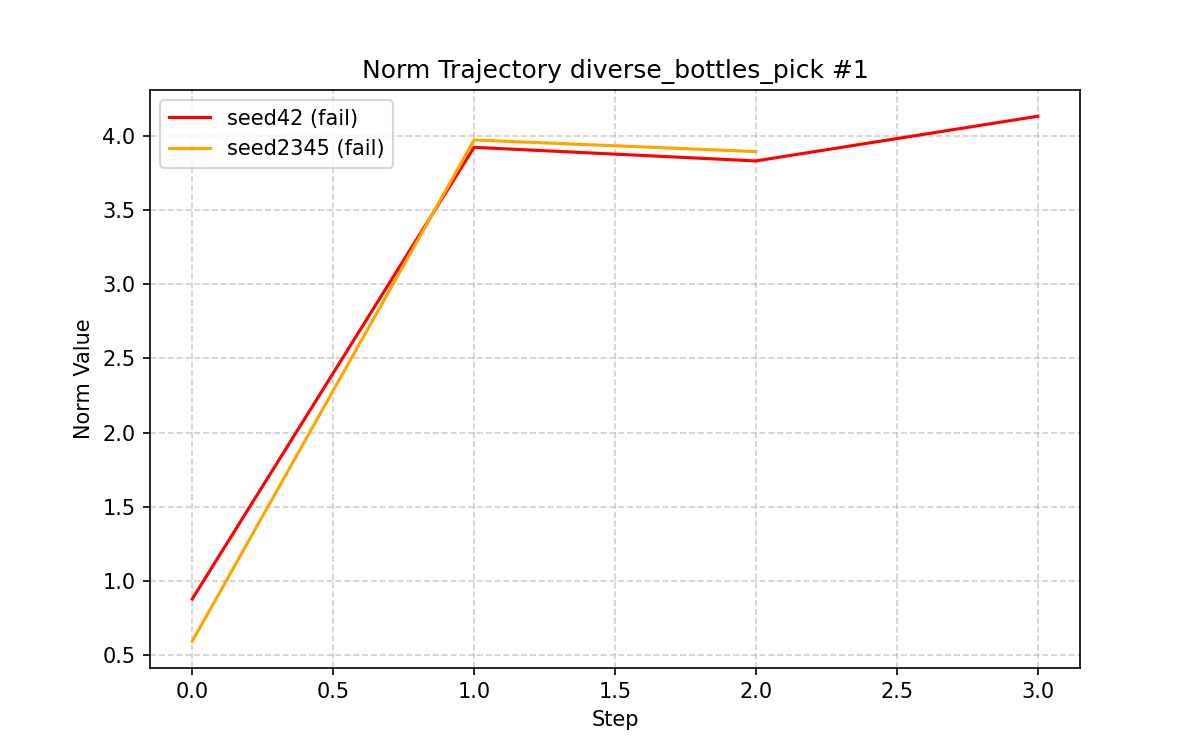 Norm Trajectory diverse_bottles_pick #1
seed42 (fail)
seed2345 (fail)
Norm Value
4.0
3.5
3.0
2.5
2.0
1.5
1.0
0.5
0.0 0.5 1.0 1.5 2.0 2.5 3.0
Step